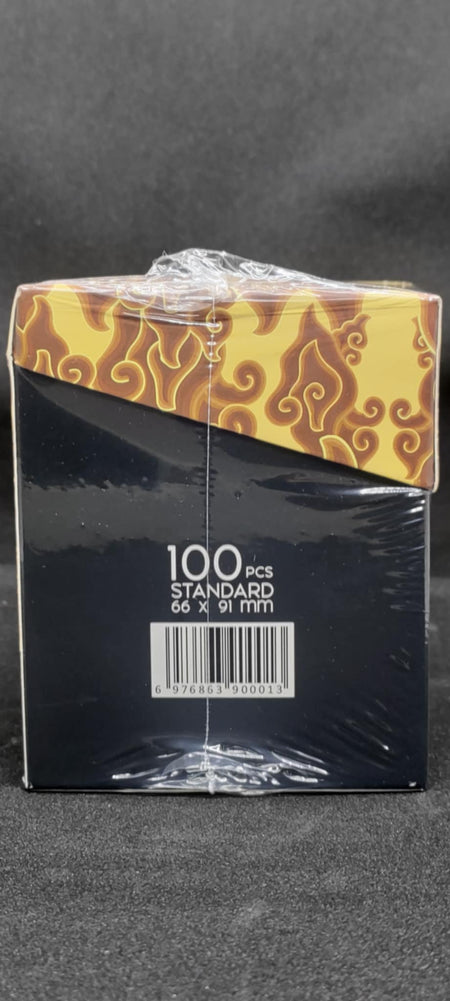 100 PCS
STANDARD
66 X 91 mm
6 976863 900013